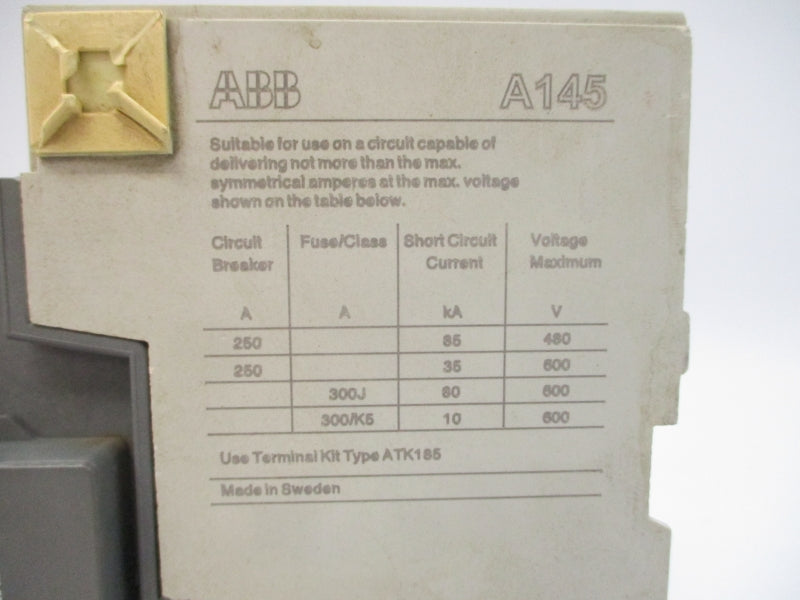 ABB A145
Suitable for use on a circuit capable of
delivering not more than the max.
symmetrical amperes at the max. voltage
shown on the table below.
Circuit Fuse/Class Short Circuit Voltage
Breaker Current Maximum
A A kA V
250 85 480
250 35 600
300J 80 600
300/K5 10 600
Use Terminal Kit Type ATK185
Made in Sweden